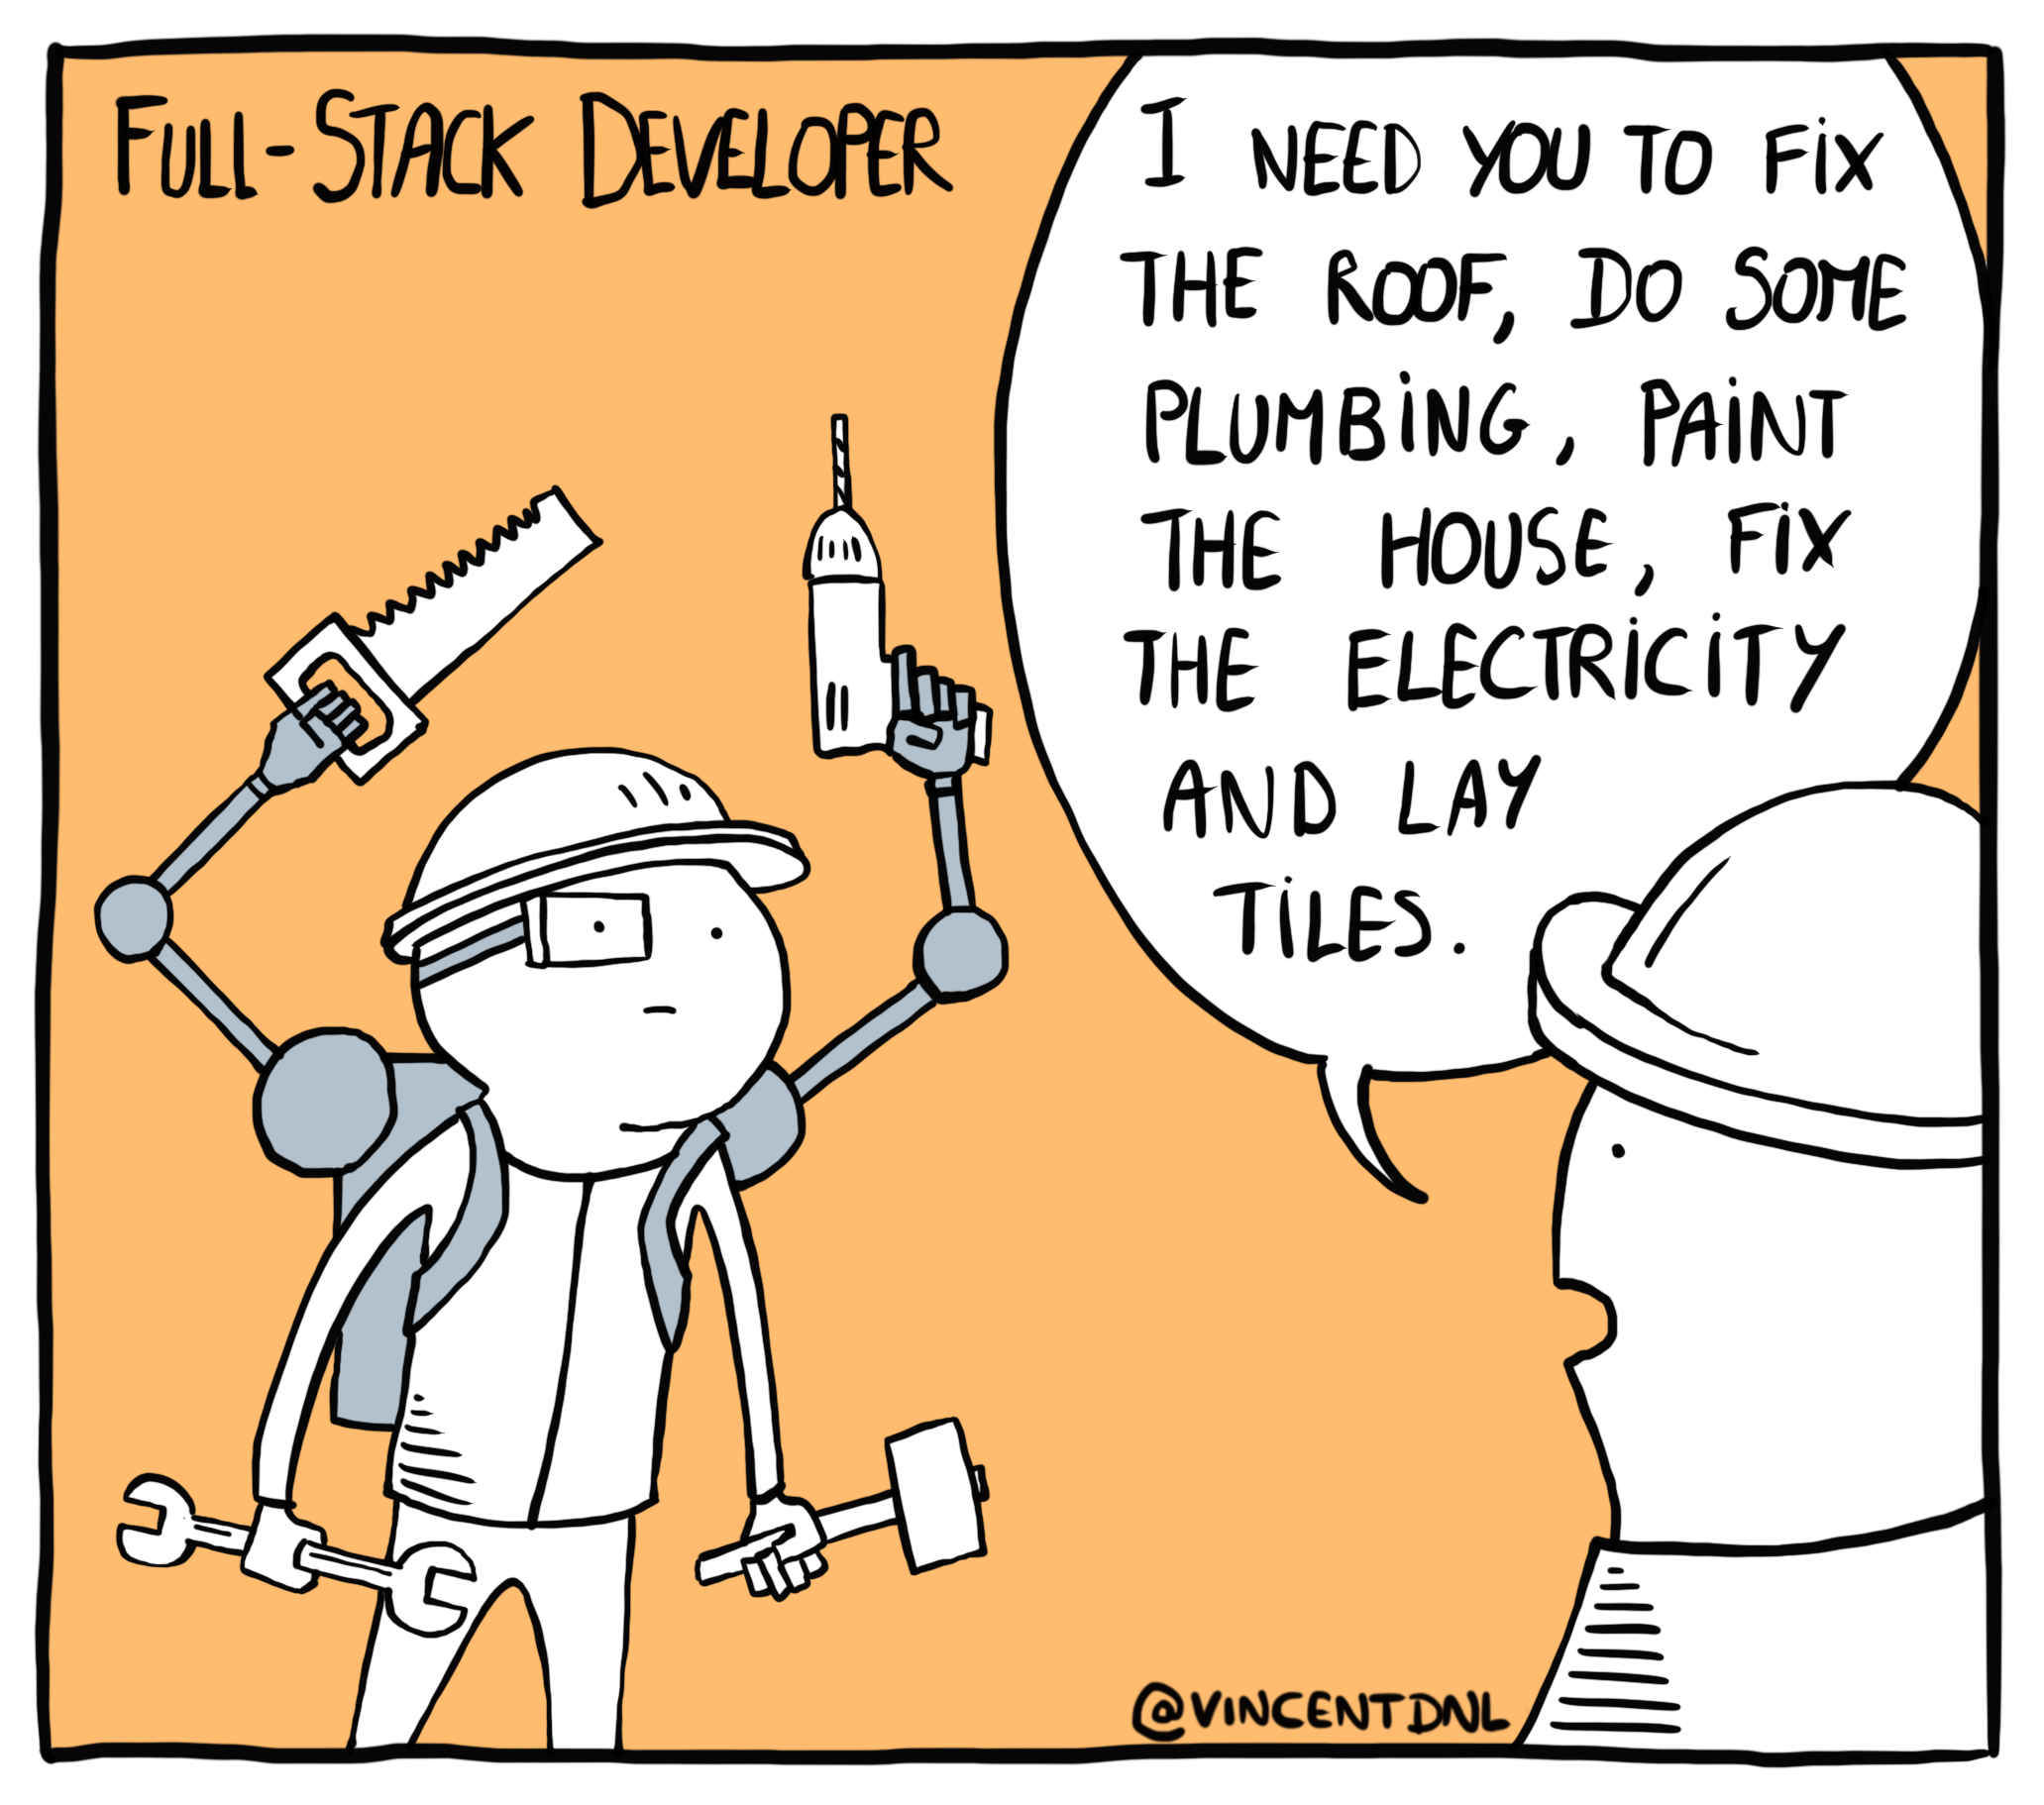 FULL-STACK DEVELOPER
I NEED YOU TO FIX
THE ROOF, DO SOME
PLUMBING, PAINT
THE HOUSE, FIX
THE ELECTRICITY
AND LAY
TILES.
@VINCENTDNL